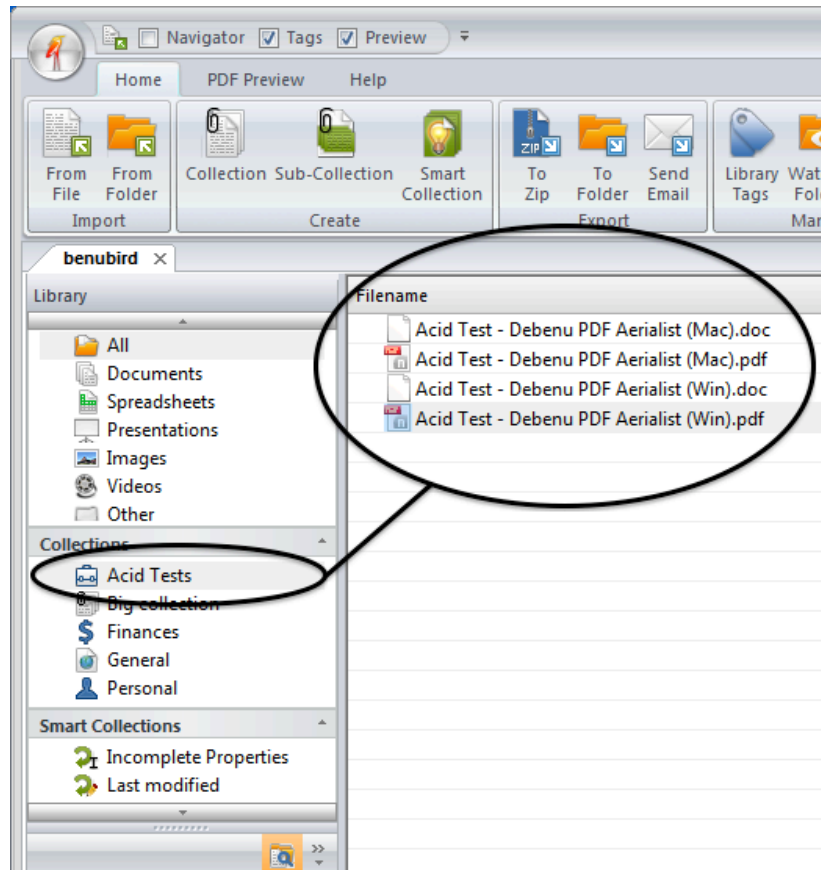 Navigator Tags Preview
Home PDF Preview Help
From File
From Folder
Collection
Sub-Collection
Smart Collection
To Zip
To Folder
Send Email
Library Tags
Import
Create
Export
benubird
Library
All
Documents
Spreadsheets
Presentations
Images
Videos
Other
Collections
Acid Tests
Big collection
Finances
General
Personal
Smart Collections
Incomplete Properties
Last modified
Filename
Acid Test - Debenu PDF Aerialist (Mac).doc
Acid Test - Debenu PDF Aerialist (Mac).pdf
Acid Test - Debenu PDF Aerialist (Win).doc
Acid Test - Debenu PDF Aerialist (Win).pdf